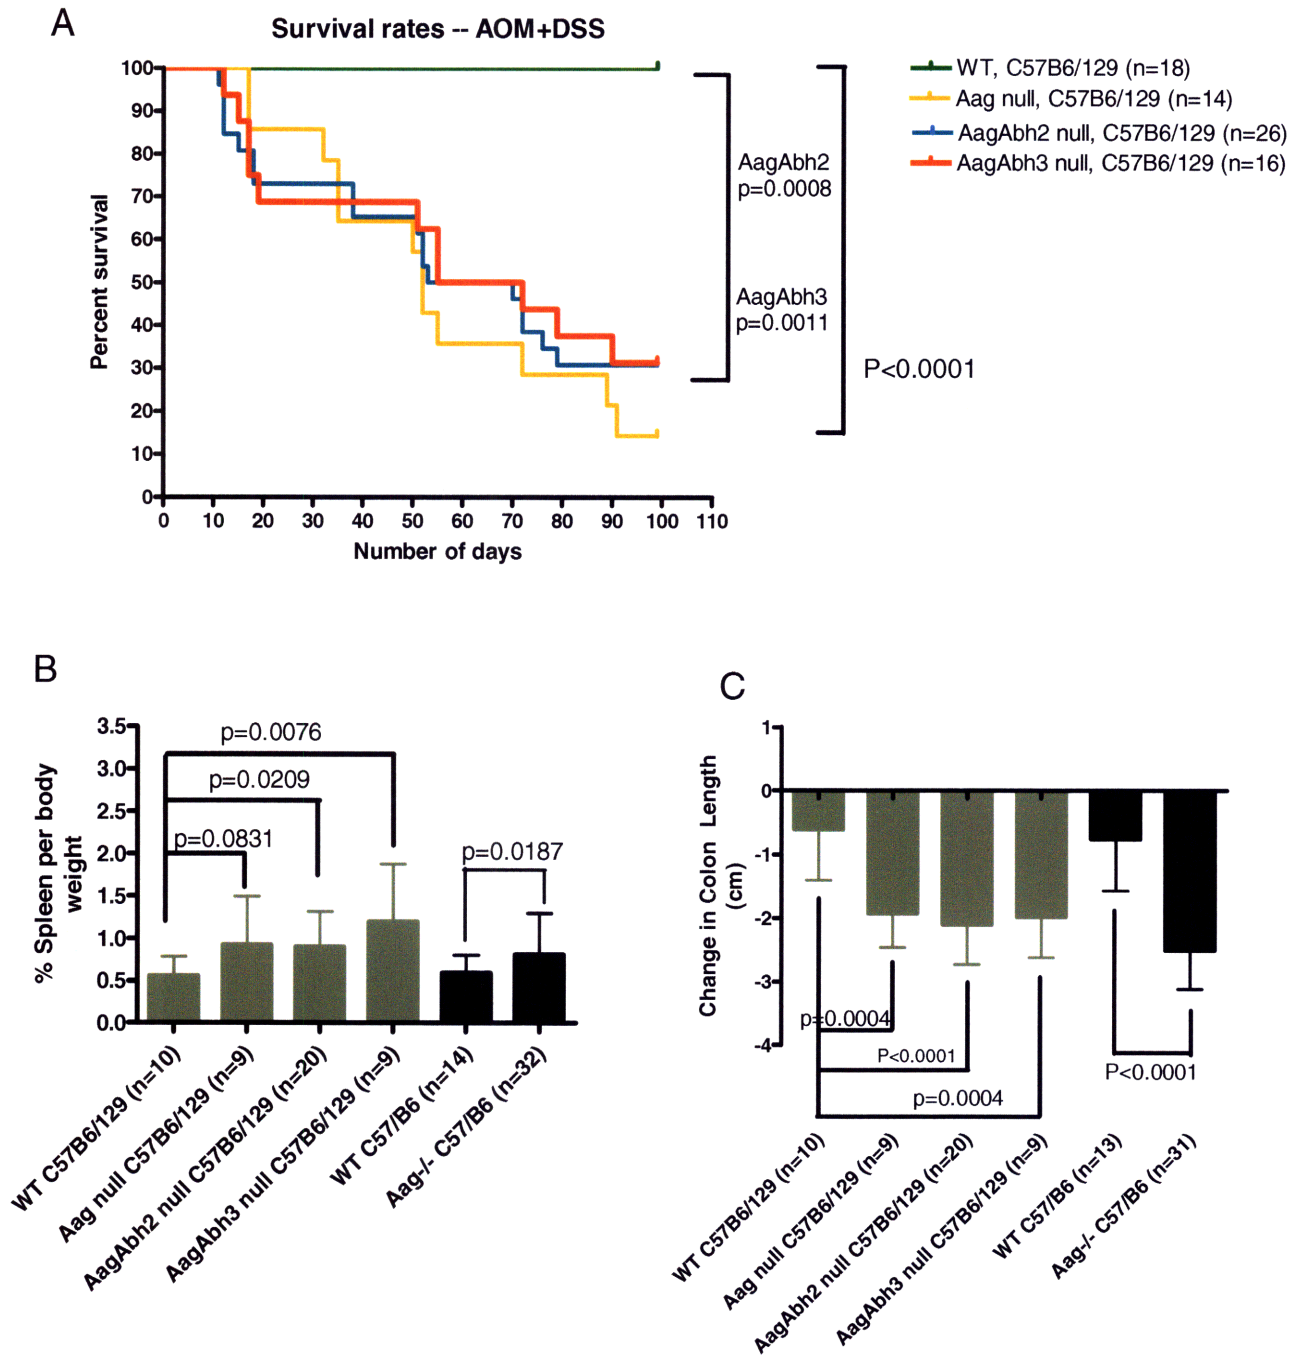 A
Survival rates -- AOM+DSS
100
90
80
70
60
50
40
30
20
10
0
Percent survival
0 10 20 30 40 50 60 70 80 90 100 110
Number of days
AagAbh2
p=0.0008
AagAbh3
p=0.0011
P<0.0001
WT, C57B6/129 (n=18)
Aag null, C57B6/129 (n=14)
AagAbh2 null, C57B6/129 (n=26)
AagAbh3 null, C57B6/129 (n=16)
B
% Spleen per body
weight
3.5
3.0
2.5
2.0
1.5
1.0
0.5
0.0
p=0.0076
p=0.0209
p=0.0831
p=0.0187
WT C57B6/129 (n=10)
Aag null C57B6/129 (n=9)
AagAbh2 null C57B6/129 (n=20)
AagAbh3 null C57B6/129 (n=9)
WT C57/B6 (n=14)
Aag-/- C57/B6 (n=32)
C
Change in Colon Length
(cm)
1
0
-1
-2
-3
-4
p=0.0004
P<0.0001
p=0.0004
P<0.0001
WT C57B6/129 (n=10)
Aag null C57B6/129 (n=9)
AagAbh2 null C57B6/129 (n=20)
AagAbh3 null C57B6/129 (n=9)
WT C57/B6 (n=13)
Aag-/- C57/B6 (n=31)